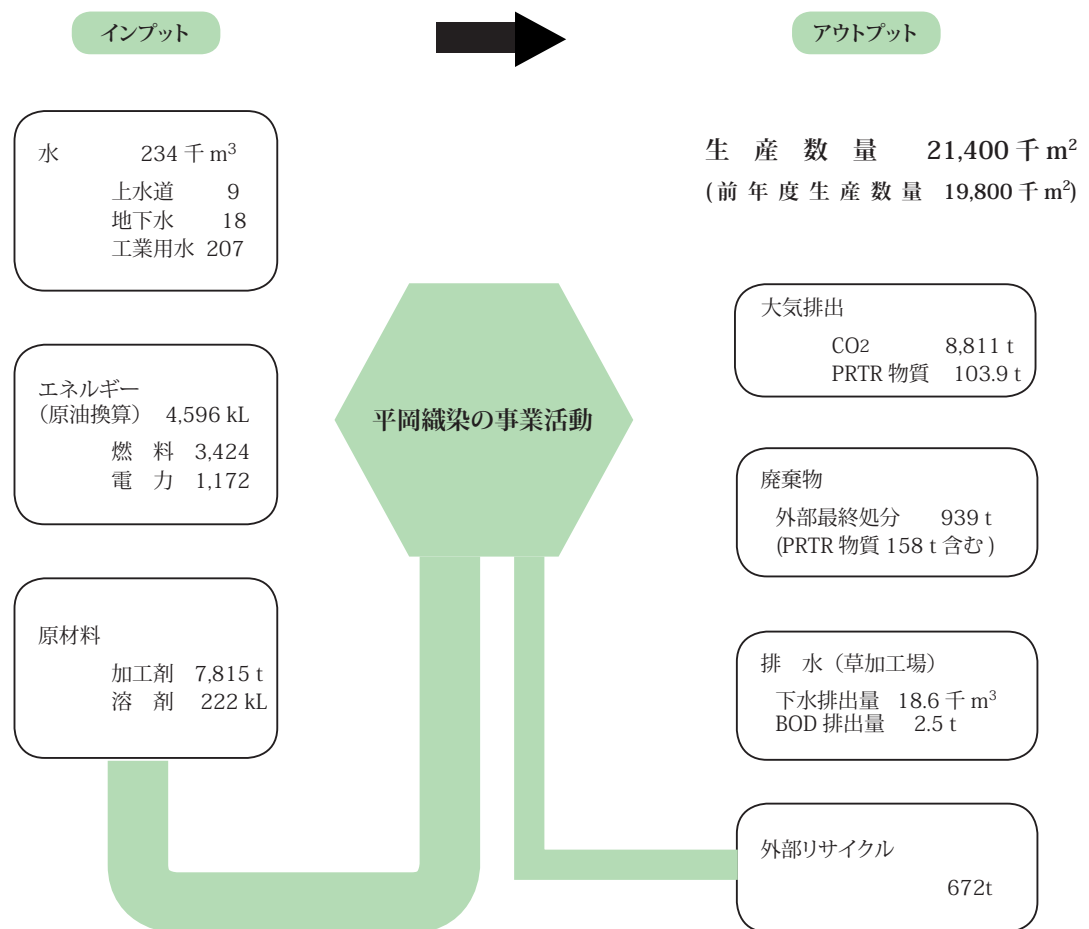 インプット
アウトプット
水 234 千 m³
上水道 9
地下水 18
工業用水 207
エネルギー
（原油換算） 4,596 kL
燃 料 3,424
電 力 1,172
原材料
加工剤 7,815 t
溶 剤 222 kL
平岡織染の事業活動
生 産 数 量 21,400 千 m²
(前 年 度 生 産 数 量 19,800 千 m²)
大気排出
CO2 8,811 t
PRTR 物質 103.9 t
廃棄物
外部最終処分 939 t
(PRTR 物質 158 t 含む )
排 水（草加工場）
下水排出量 18.6 千 m³
BOD 排出量 2.5 t
外部リサイクル
672t